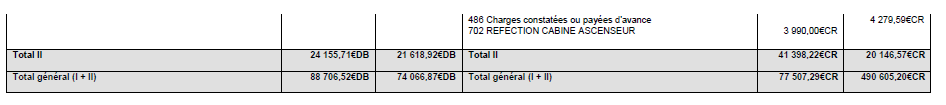 486 Charges constatées ou payées d'avance 4 279,59€CR
702 REFECTION CABINE ASCENSEUR 3 990,00€CR
Total II 24 155,71€DB 21 618,92€DB Total II 41 398,22€CR 20 146,57€CR
Total général (I + II) 88 706,52€DB 74 066,87€DB Total général (I + II) 77 507,29€CR 490 605,20€CR